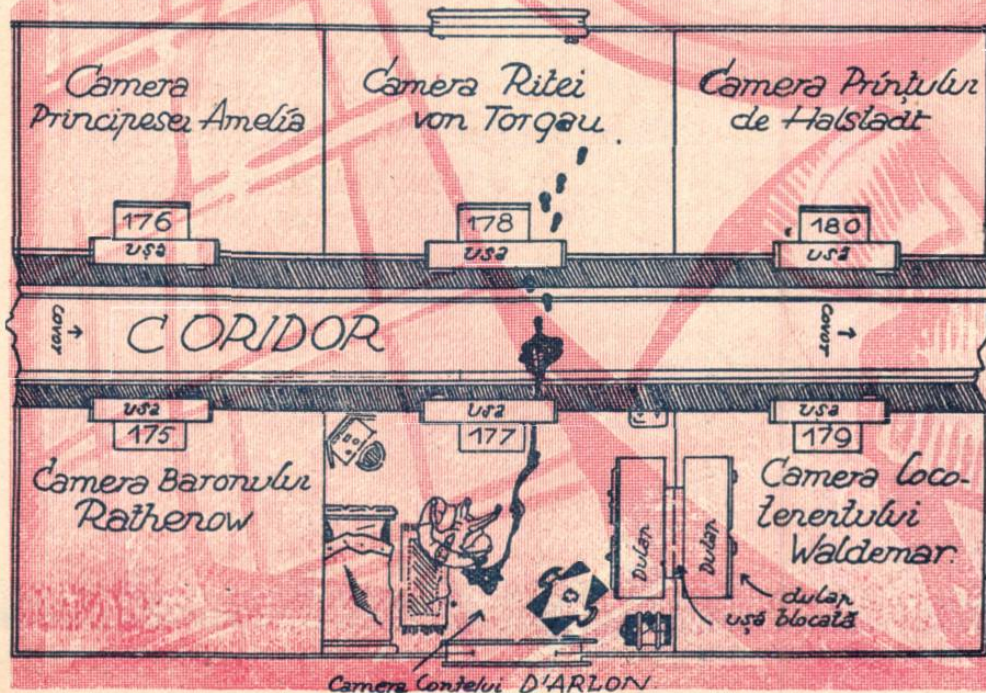 Camera
Principesei Amelia
Camera Ritei
von Torgau
Camera Prințului
de Halstadt
176
ușa
178
ușa
180
ușa
Covor
CORIDOR
Covor
ușa
175
ușa
177
ușa
179
Camera Baronului
Rathenow
Dulap
Dulap
Camera Loco-
tenentului
Waldemar
dulap
ușă blocată
Camera Contelui D'ARLON